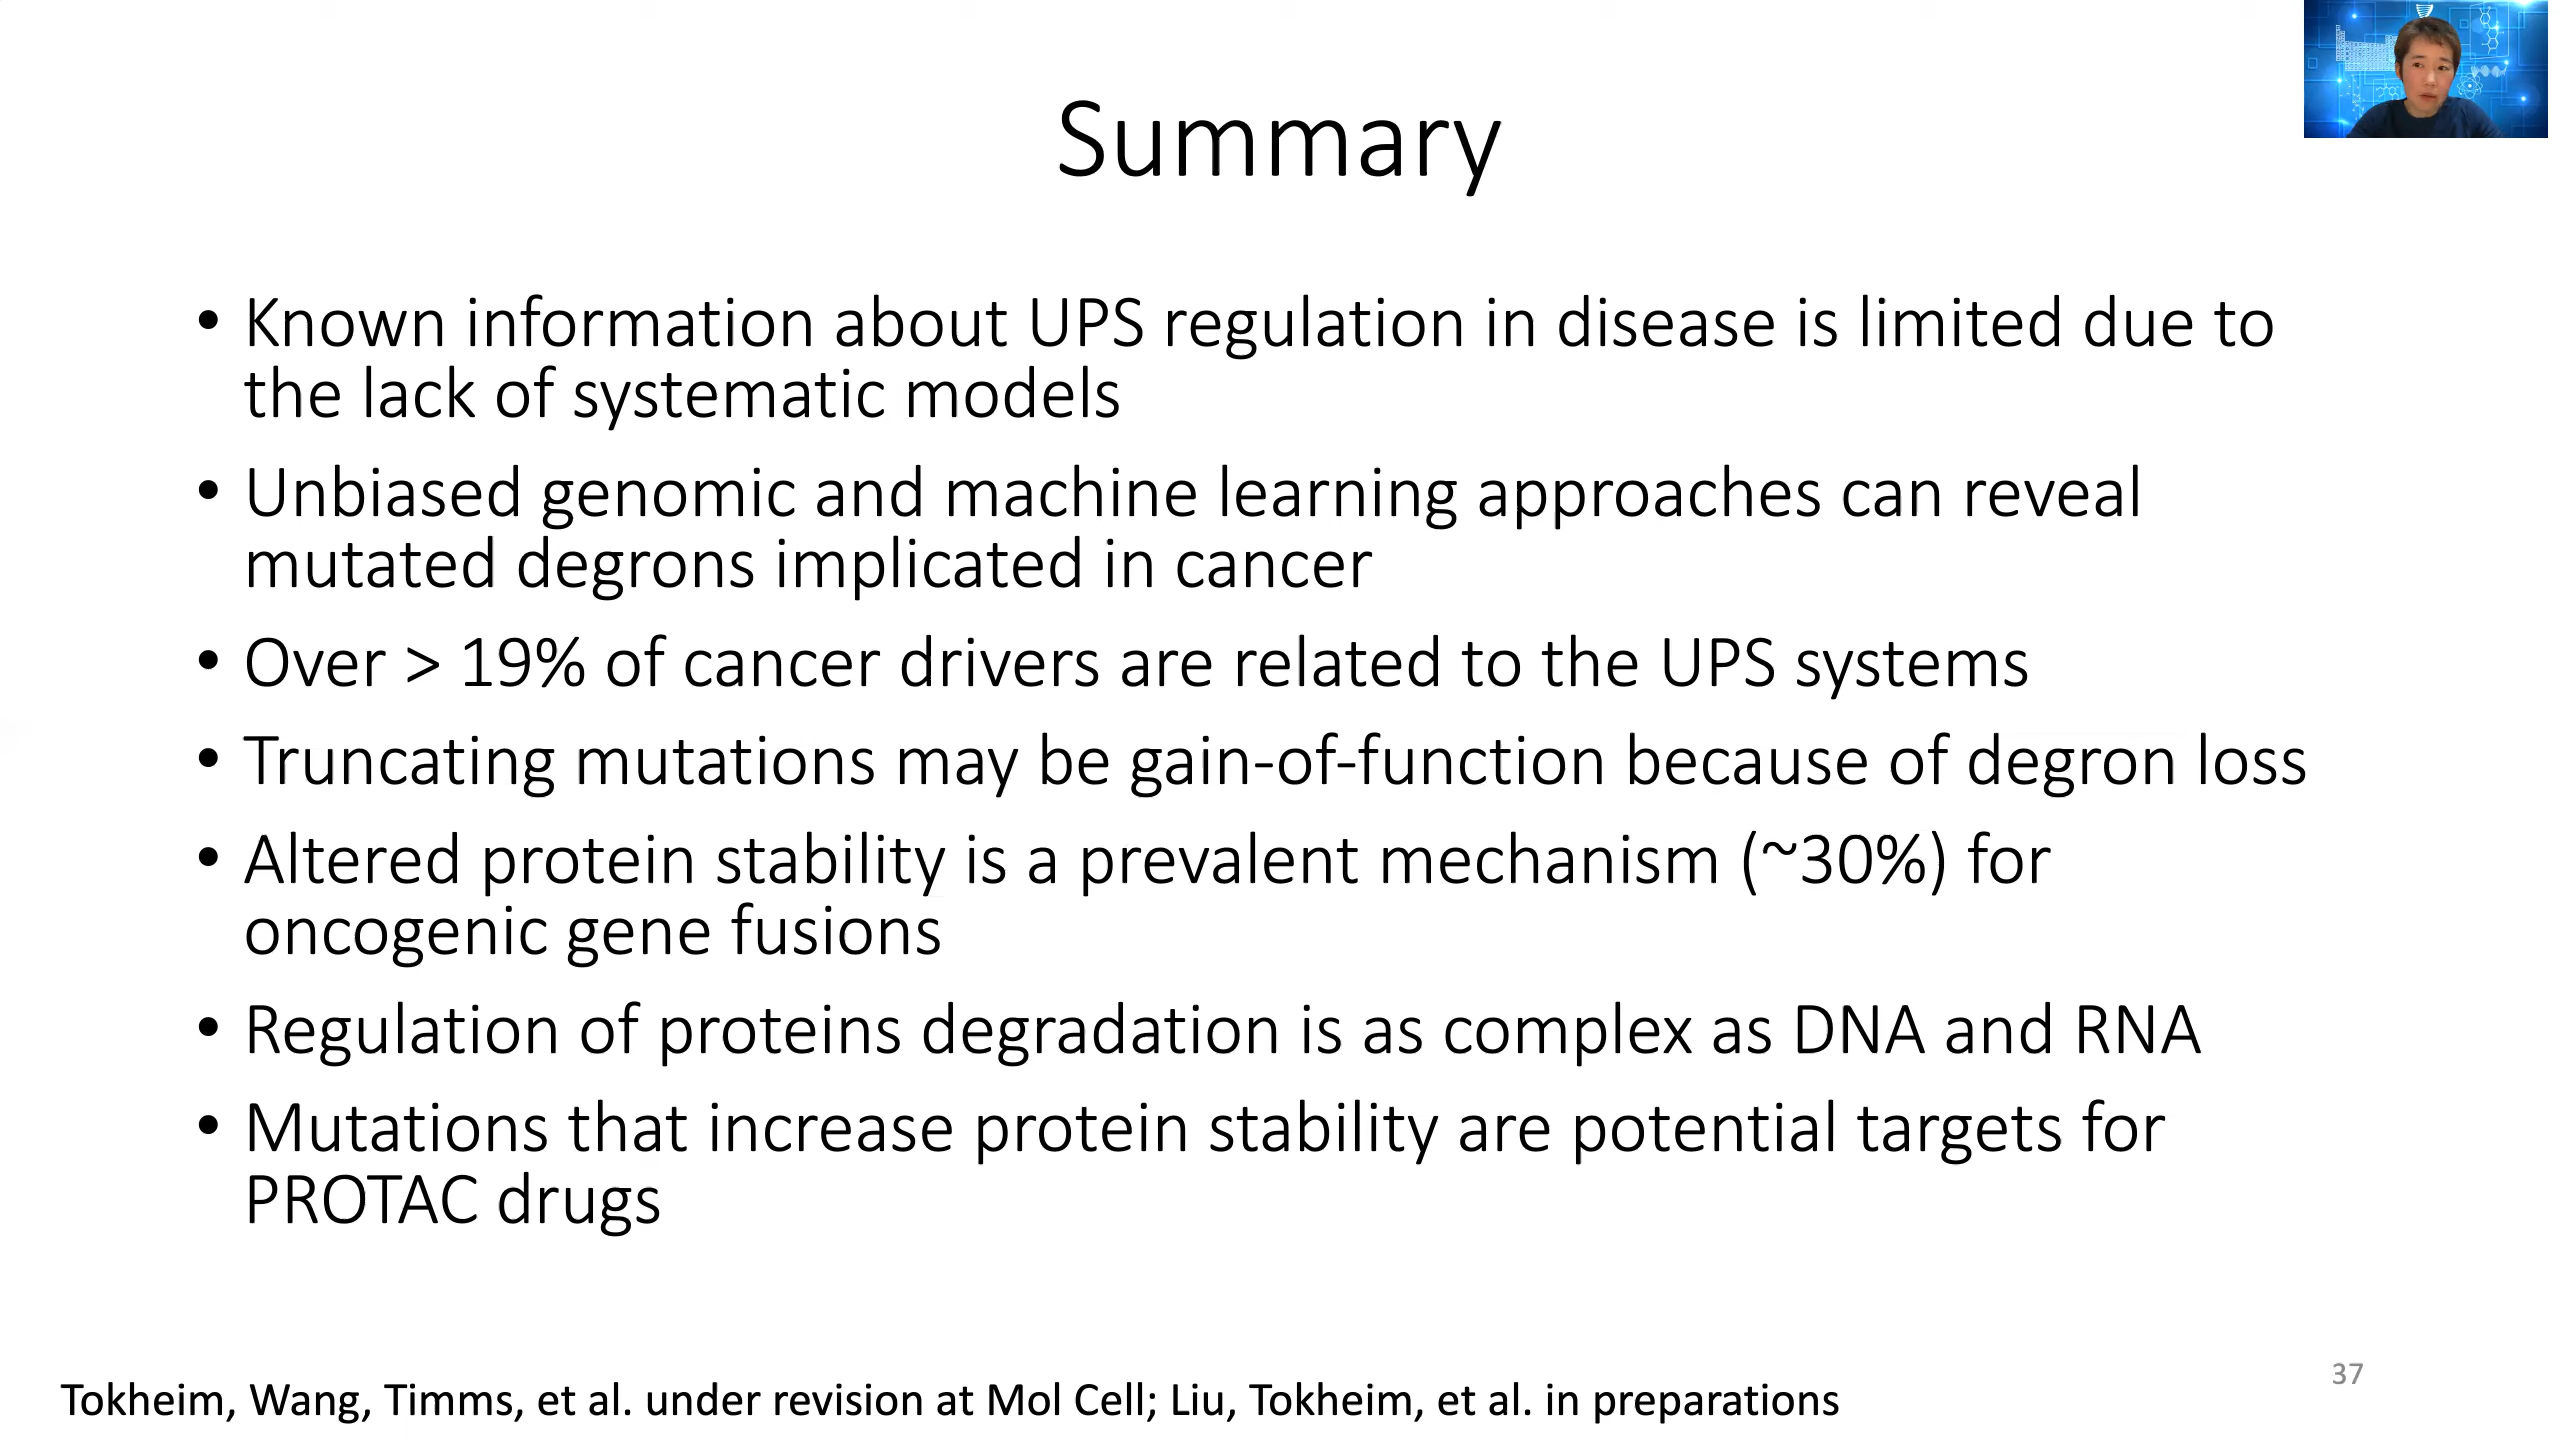 Summary
• Known information about UPS regulation in disease is limited due to
the lack of systematic models
• Unbiased genomic and machine learning approaches can reveal
mutated degrons implicated in cancer
• Over > 19% of cancer drivers are related to the UPS systems
• Truncating mutations may be gain-of-function because of degron loss
• Altered protein stability is a prevalent mechanism (~30%) for
oncogenic gene fusions
• Regulation of proteins degradation is as complex as DNA and RNA
• Mutations that increase protein stability are potential targets for
PROTAC drugs
37
Tokheim, Wang, Timms, et al. under revision at Mol Cell; Liu, Tokheim, et al. in preparations